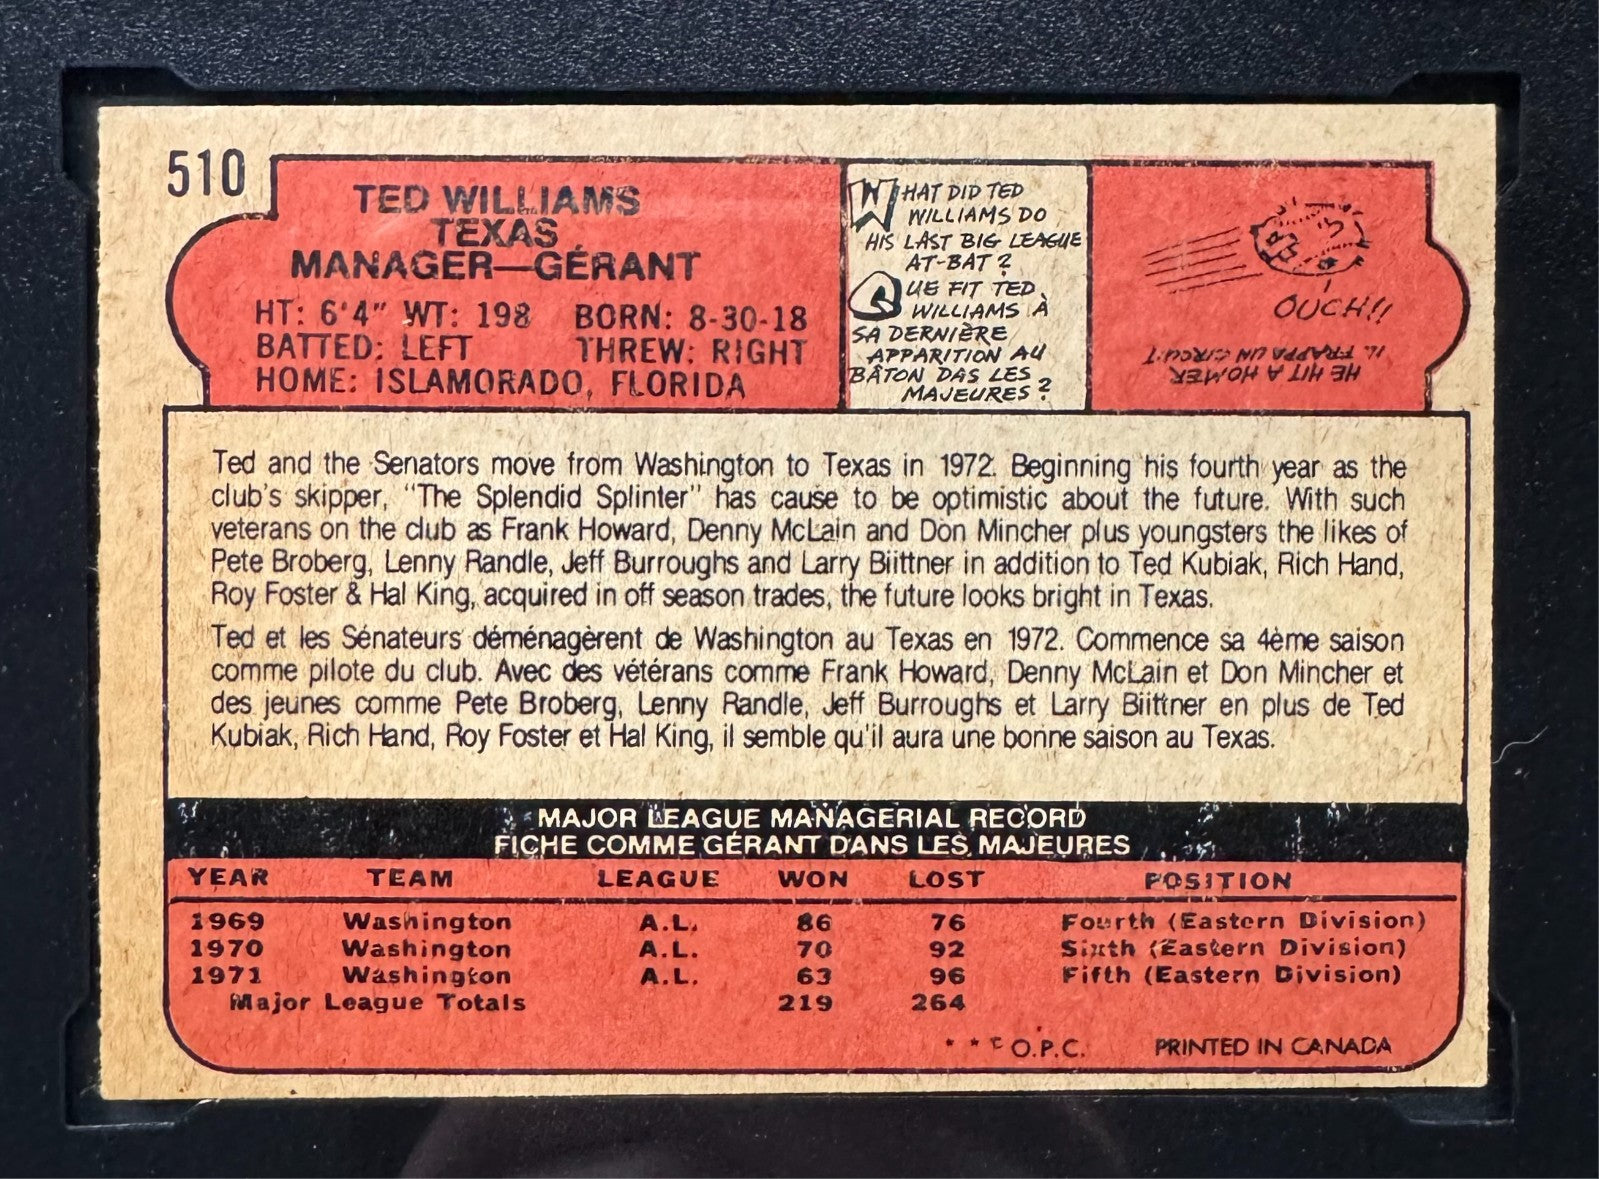 510
TED WILLIAMS
TEXAS
MANAGER—GÉRANT
HT: 6'4" WT: 198 BORN: 8-30-18
BATTED: LEFT THREW: RIGHT
HOME: ISLAMORADO, FLORIDA
WHAT DID TED
WILLIAMS DO
HIS LAST BIG LEAGUE
AT-BAT?
QUE FIT TED
WILLIAMS À
SA DERNIÈRE
APPARITION AU
BÂTON DAS LES
MAJEURES?
OUCH!!
HE HIT A HOMER
IL FRAPPA UN CIRCUIT
Ted and the Senators move from Washington to Texas in 1972. Beginning his fourth year as the
club's skipper, "The Splendid Splinter" has cause to be optimistic about the future. With such
veterans on the club as Frank Howard, Denny McLain and Don Mincher plus youngsters the likes of
Pete Broberg, Lenny Randle, Jeff Burroughs and Larry Biittner in addition to Ted Kubiak, Rich Hand,
Roy Foster & Hal King, acquired in off season trades, the future looks bright in Texas.
Ted et les Sénateurs déménagèrent de Washington au Texas en 1972. Commence sa 4ème saison
comme pilote du club. Avec des vétérans comme Frank Howard, Denny McLain et Don Mincher et
des jeunes comme Pete Broberg, Lenny Randle, Jeff Burroughs et Larry Biittner en plus de Ted
Kubiak, Rich Hand, Roy Foster et Hal King, il semble qu'il aura une bonne saison au Texas.
MAJOR LEAGUE MANAGERIAL RECORD
FICHE COMME GÉRANT DANS LES MAJEURES
YEAR TEAM LEAGUE WON LOST POSITION
1969 Washington A.L. 86 76 Fourth (Eastern Division)
1970 Washington A.L. 70 92 Sixth (Eastern Division)
1971 Washington A.L. 63 96 Fifth (Eastern Division)
Major League Totals 219 264
* * © O.P.C. PRINTED IN CANADA